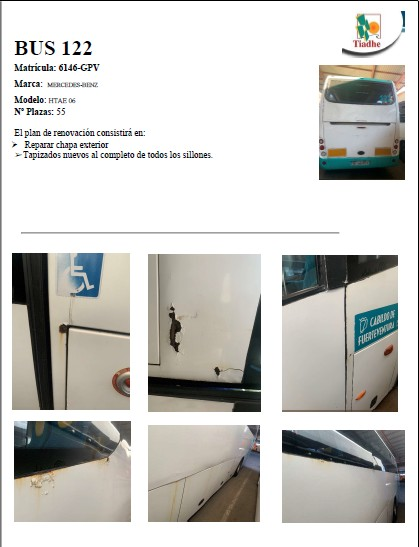 Tiadhe
BUS 122
Matrícula: 6146-GPV
Marca: MERCEDES-BENZ
Modelo: HTAE 06
Nº Plazas: 55
El plan de renovación consistirá en:
➤ Reparar chapa exterior
➢Tapizados nuevos al completo de todos los sillones.
CABILDO DE
FUERTEVENTURA